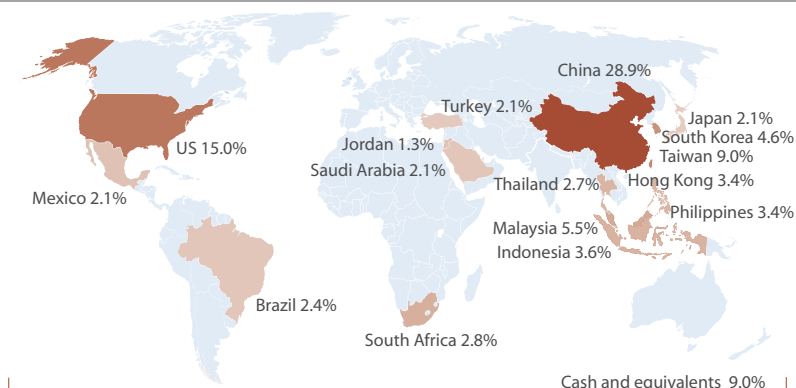 China 28.9%
Turkey 2.1%
Japan 2.1%
South Korea 4.6%
US 15.0%
Jordan 1.3%
Taiwan 9.0%
Saudi Arabia 2.1%
Thailand 2.7%
Hong Kong 3.4%
Mexico 2.1%
Philippines 3.4%
Malaysia 5.5%
Indonesia 3.6%
Brazil 2.4%
South Africa 2.8%
Cash and equivalents 9.0%